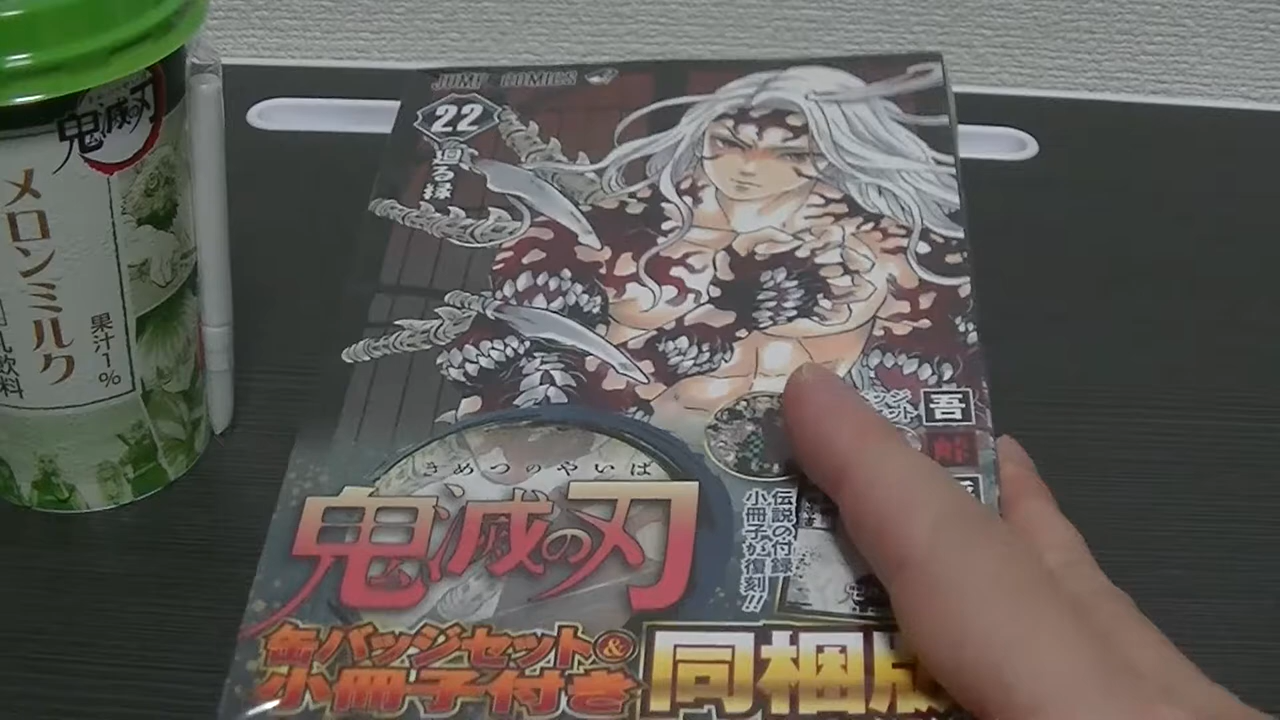 鬼滅の刃
メロンミルク
果汁1%
乳飲料
JUMP COMICS
22
廻る縁
吾
きめつのやいば
鬼滅の刃
伝説の付録
小冊子が復刻!!
缶バッジセット&
小冊子付き
同梱版